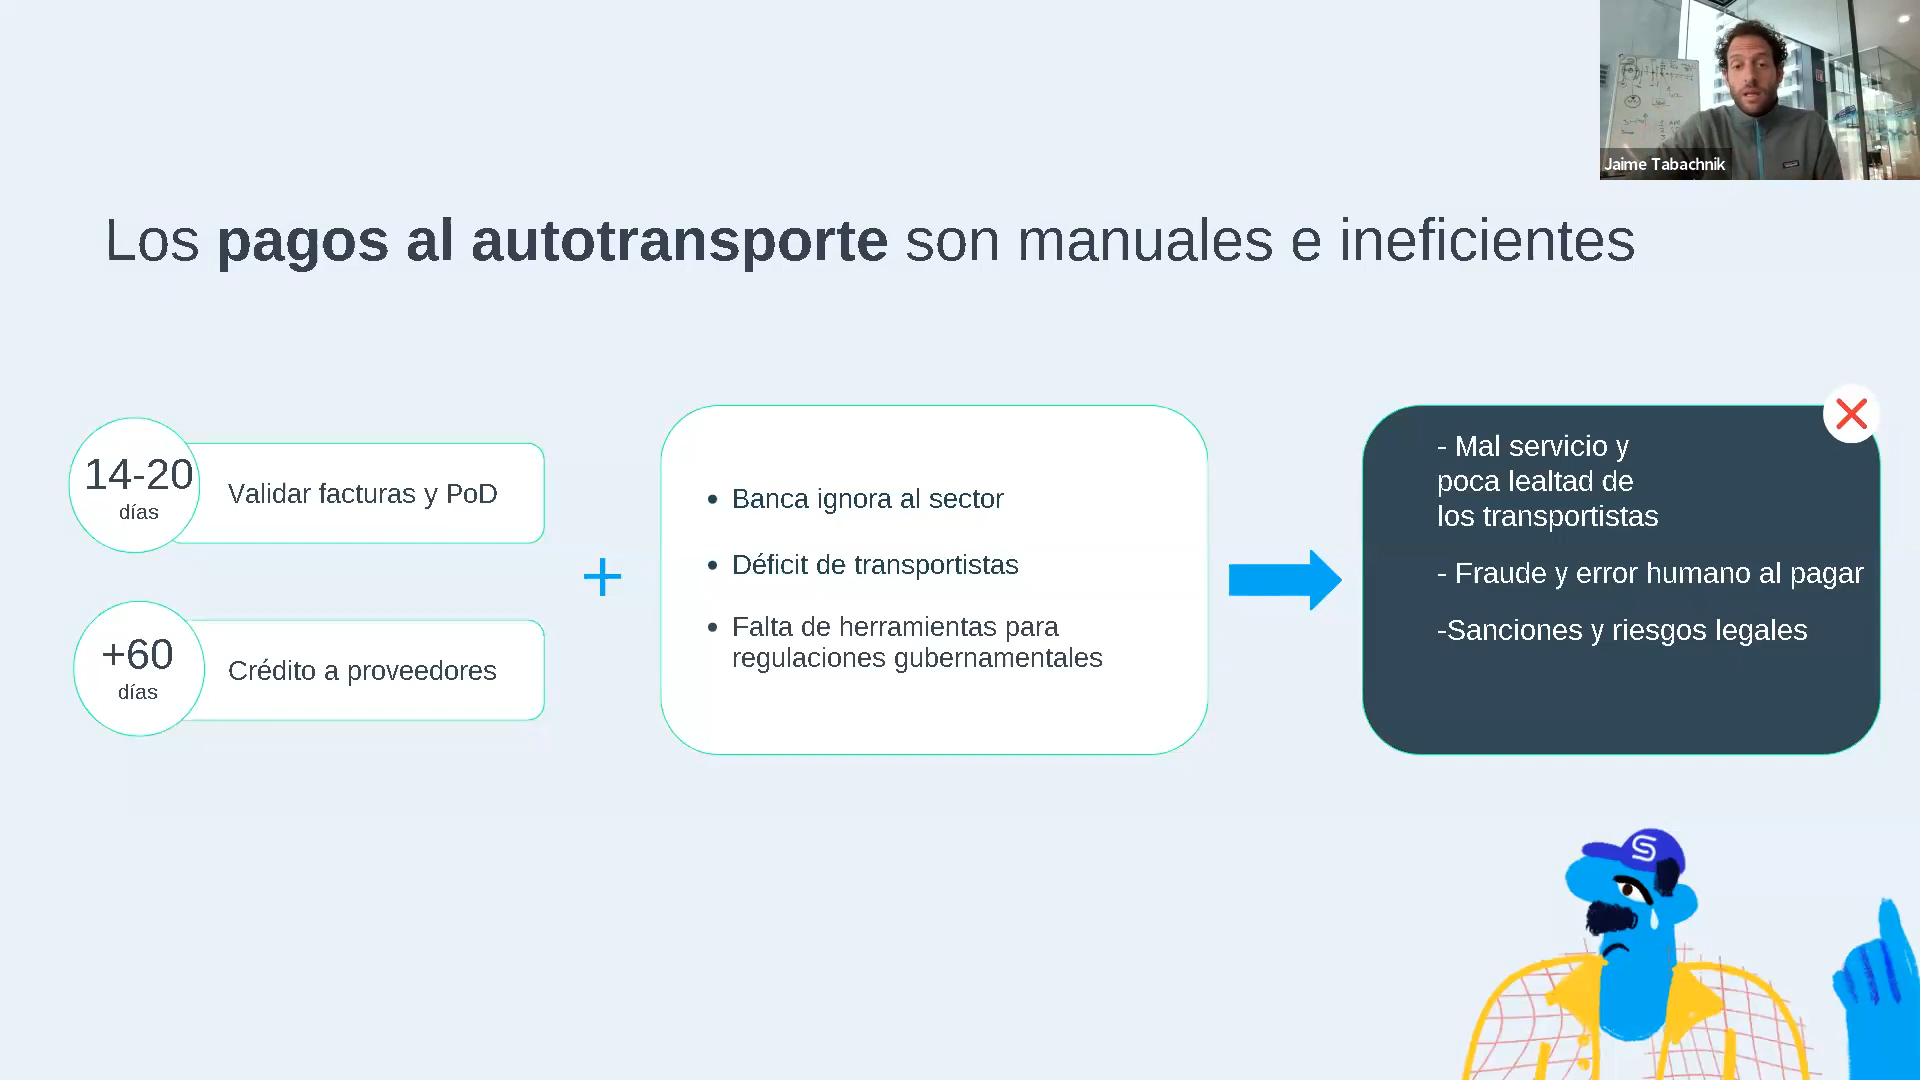 Jaime Tabachnik
Los pagos al autotransporte son manuales e ineficientes
14-20
días
Validar facturas y PoD
+60
días
Crédito a proveedores
+
• Banca ignora al sector
• Déficit de transportistas
• Falta de herramientas para
regulaciones gubernamentales
- Mal servicio y
poca lealtad de
los transportistas
- Fraude y error humano al pagar
-Sanciones y riesgos legales
S